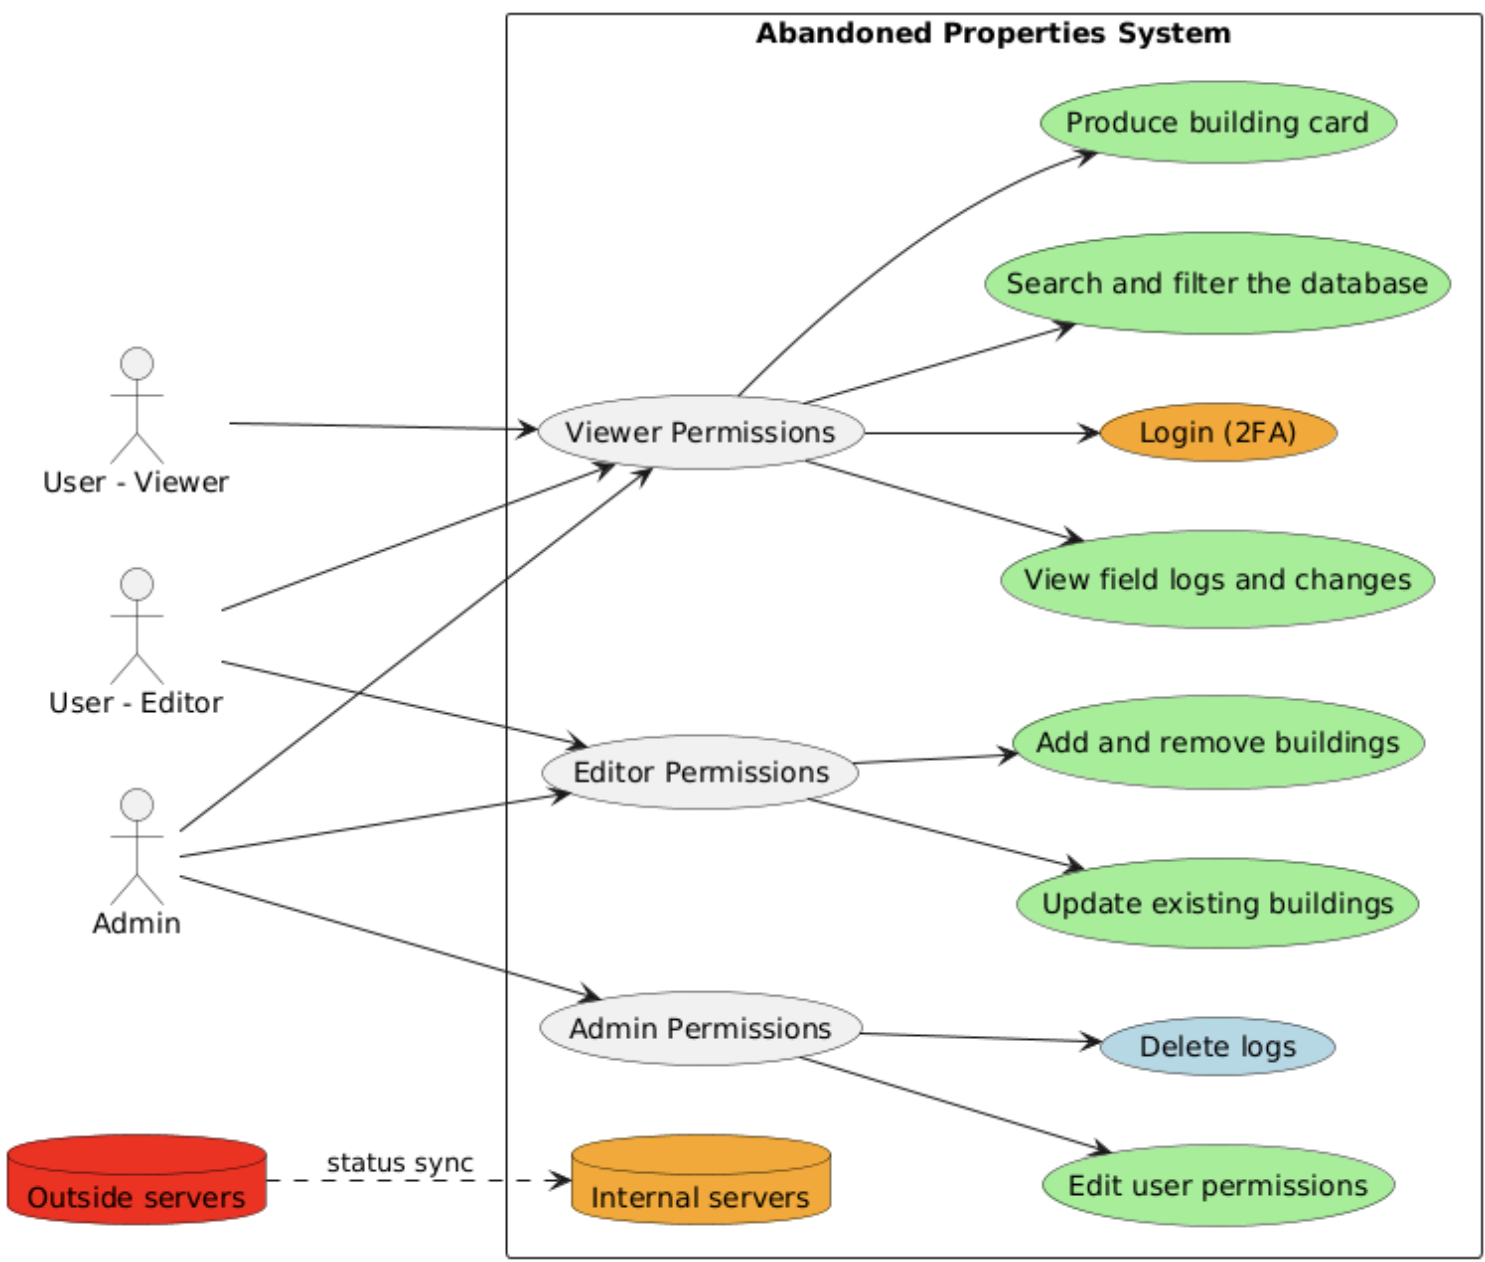 Abandoned Properties System
Produce building card
Search and filter the database
Viewer Permissions
Login (2FA)
User - Viewer
View field logs and changes
User - Editor
Add and remove buildings
Editor Permissions
Update existing buildings
Admin
Admin Permissions
Delete logs
status sync
Outside servers
Internal servers
Edit user permissions